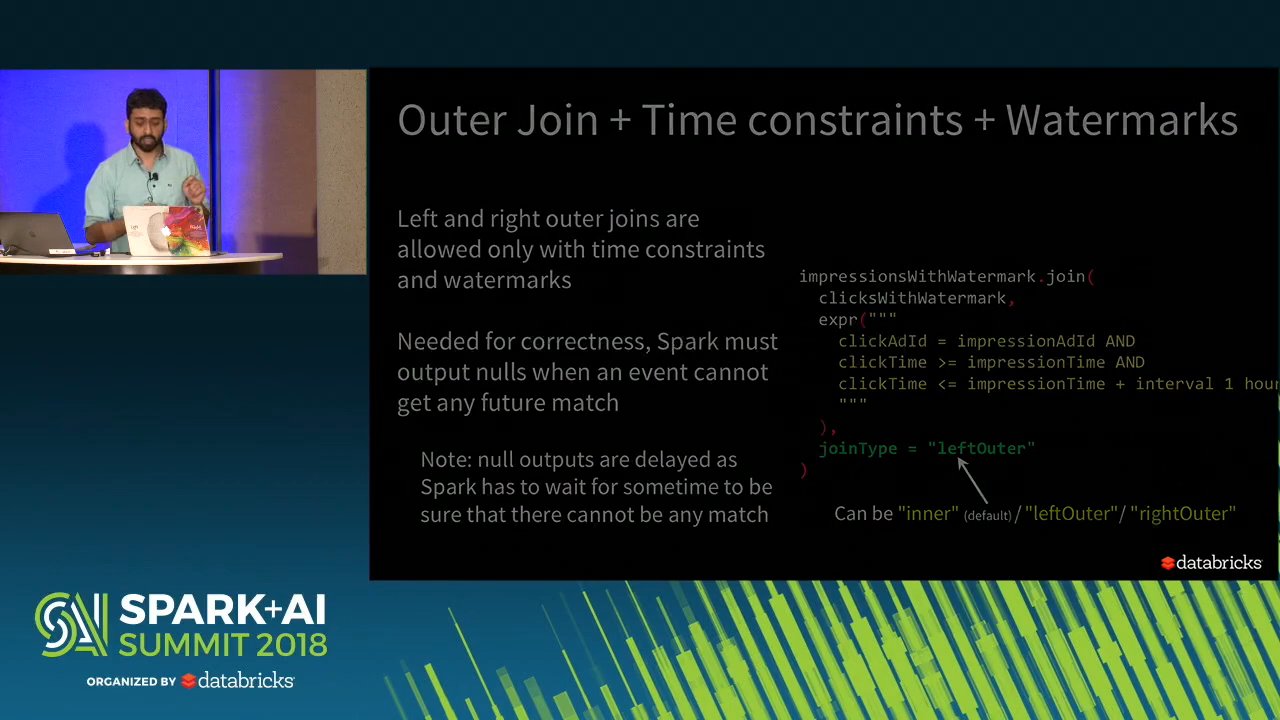 Outer Join + Time constraints + Watermarks
Left and right outer joins are
allowed only with time constraints
and watermarks
Needed for correctness, Spark must
output nulls when an event cannot
get any future match
Note: null outputs are delayed as
Spark has to wait for sometime to be
sure that there cannot be any match
impressionsWithWatermark.join(
clicksWithWatermark,
expr("""
clickAdId = impressionAdId AND
clickTime >= impressionTime AND
clickTime <= impressionTime + interval 1 hour
"""
),
joinType = "leftOuter"
)
Can be "inner" (default) / "leftOuter" / "rightOuter"
databricks
SAI SPARK+AI
SUMMIT 2018
ORGANIZED BY databricks